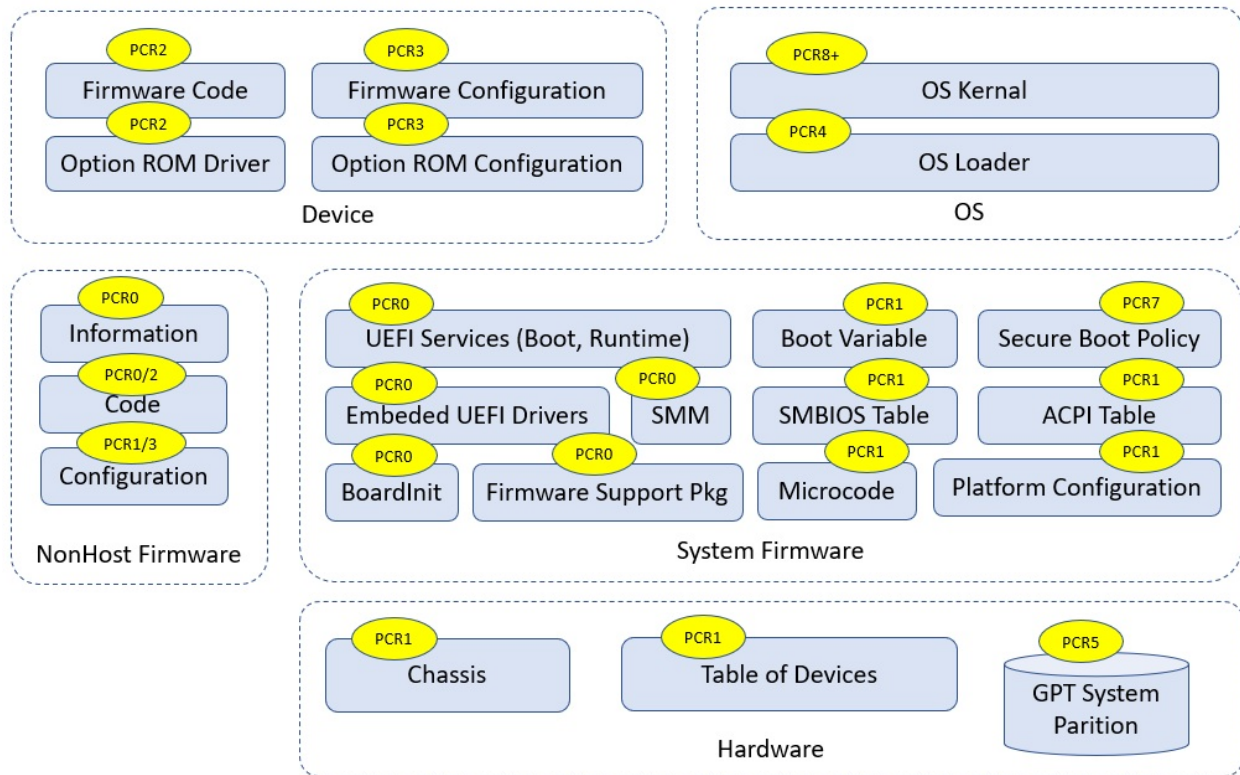 PCR2
Firmware Code
PCR2
Option ROM Driver
PCR3
Firmware Configuration
PCR3
Option ROM Configuration
Device
PCR8+
OS Kernal
PCR4
OS Loader
OS
PCR0
Information
PCR0/2
Code
PCR1/3
Configuration
NonHost Firmware
PCR0
UEFI Services (Boot, Runtime)
PCR1
Boot Variable
PCR7
Secure Boot Policy
PCR0
Embeded UEFI Drivers
PCR0
SMM
PCR1
SMBIOS Table
PCR1
ACPI Table
PCR0
BoardInit
PCR0
Firmware Support Pkg
PCR1
Microcode
PCR1
Platform Configuration
System Firmware
PCR1
Chassis
PCR1
Table of Devices
PCR5
GPT System
Parition
Hardware